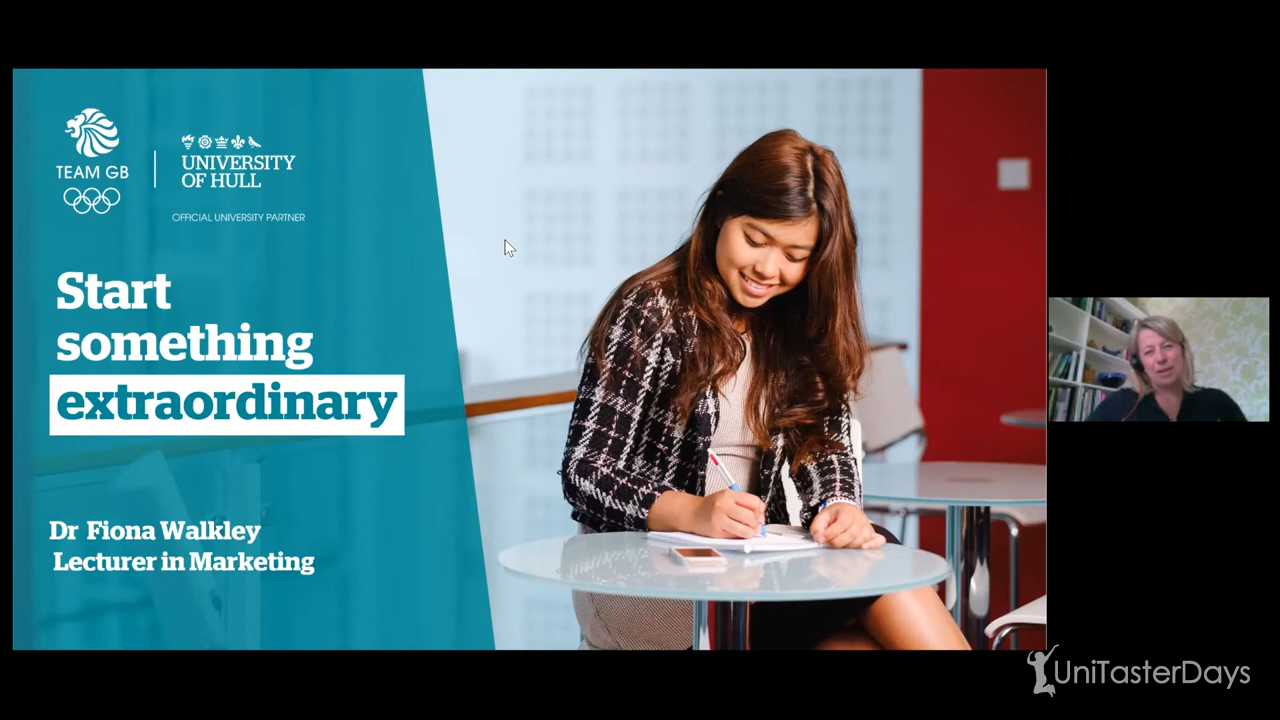 TEAM GB
UNIVERSITY
OF HULL
OFFICIAL UNIVERSITY PARTNER
Start
something
extraordinary
Dr Fiona Walkley
Lecturer in Marketing
UniTasterDays